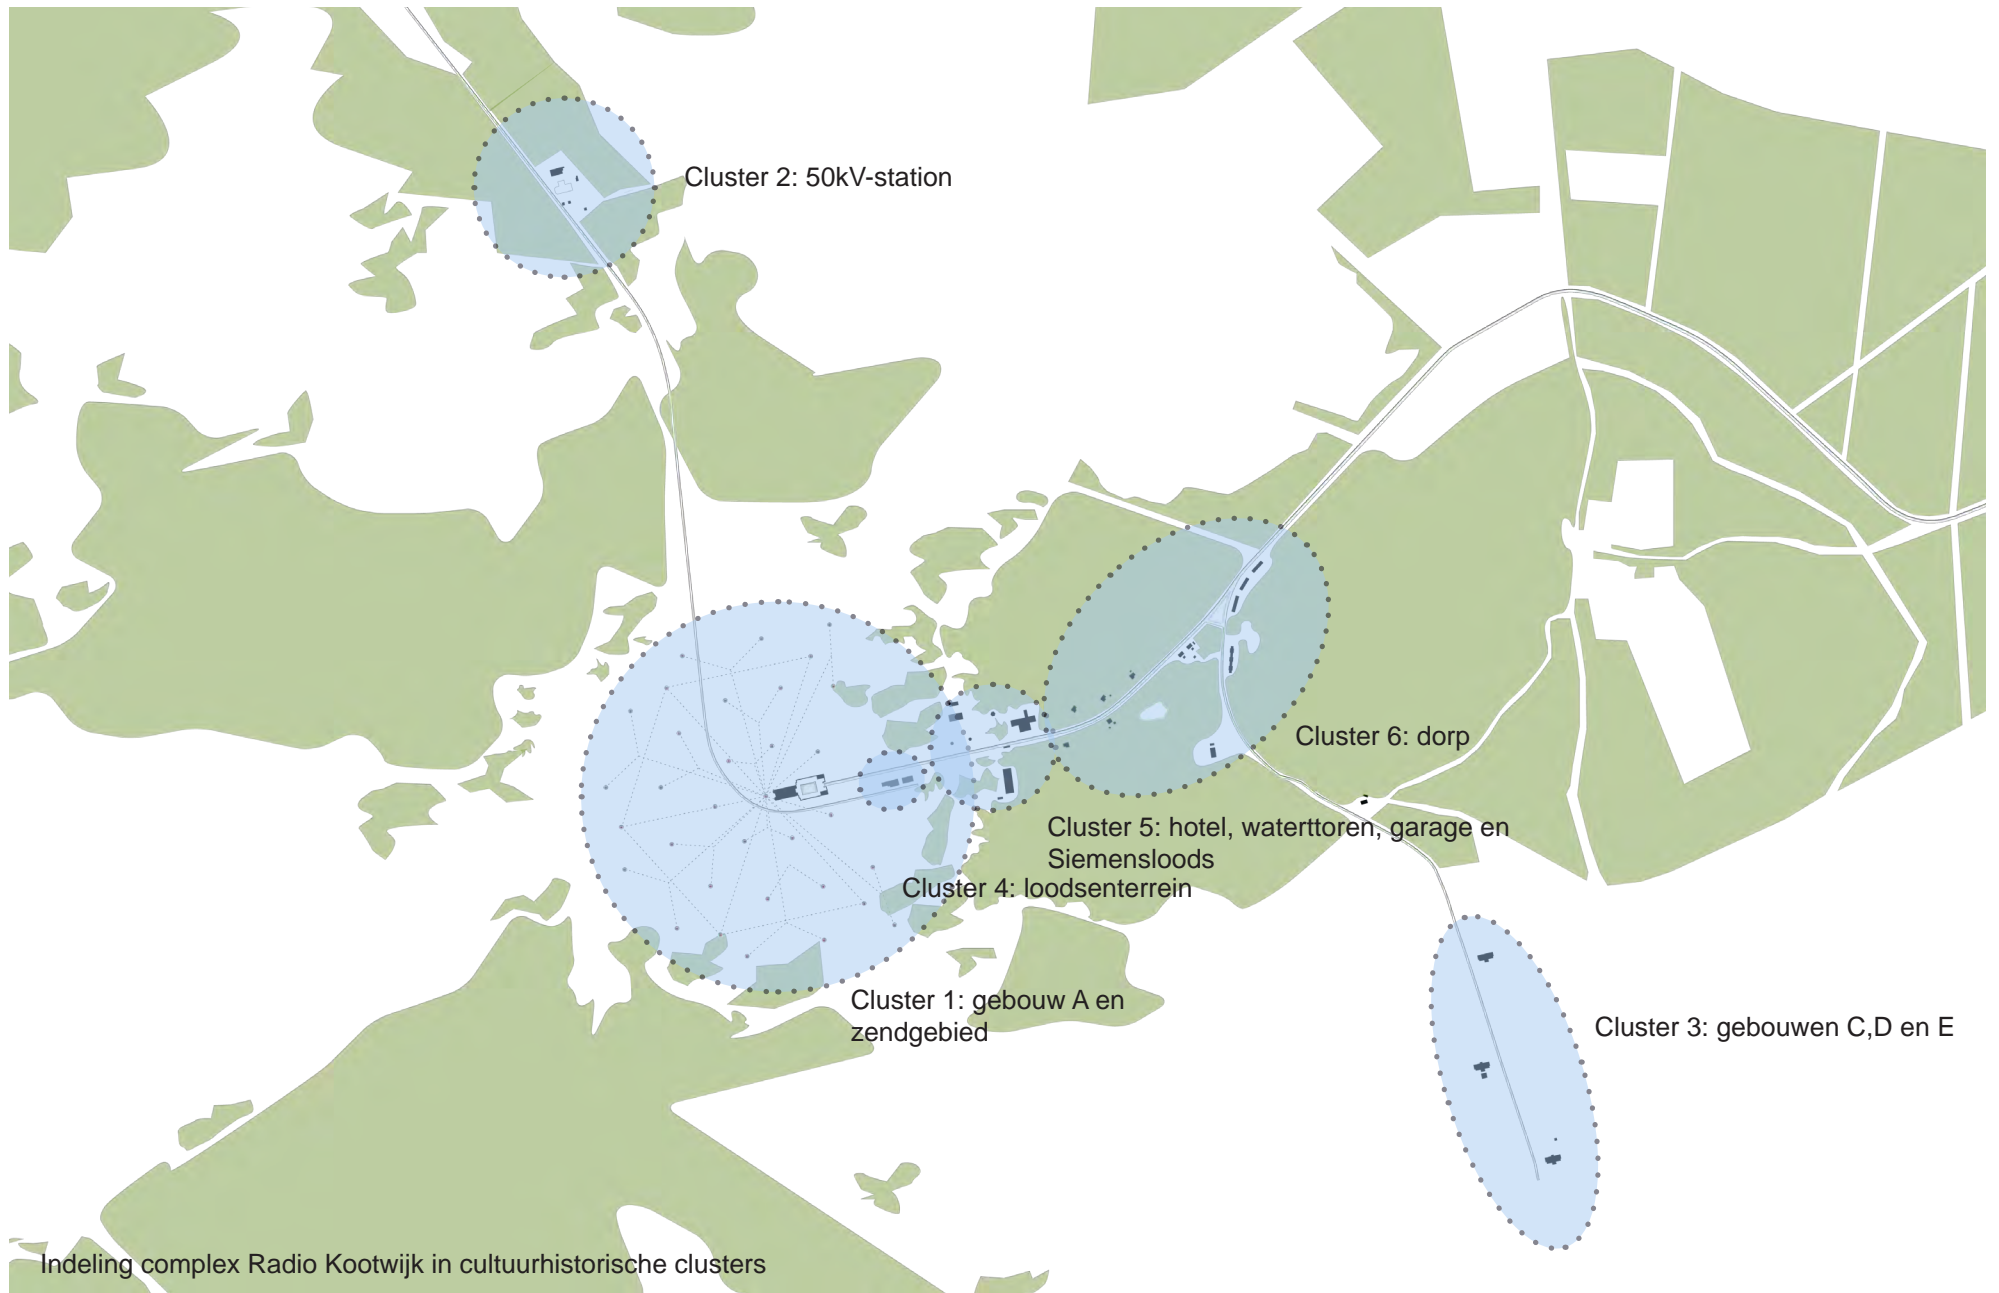 Cluster 2: 50kV-station
Cluster 6: dorp
Cluster 5: hotel, waterttoren, garage en
Siemensloods
Cluster 4: loodsenterrein
Cluster 1: gebouw A en
zendgebied
Cluster 3: gebouwen C,D en E
Indeling complex Radio Kootwijk in cultuurhistorische clusters